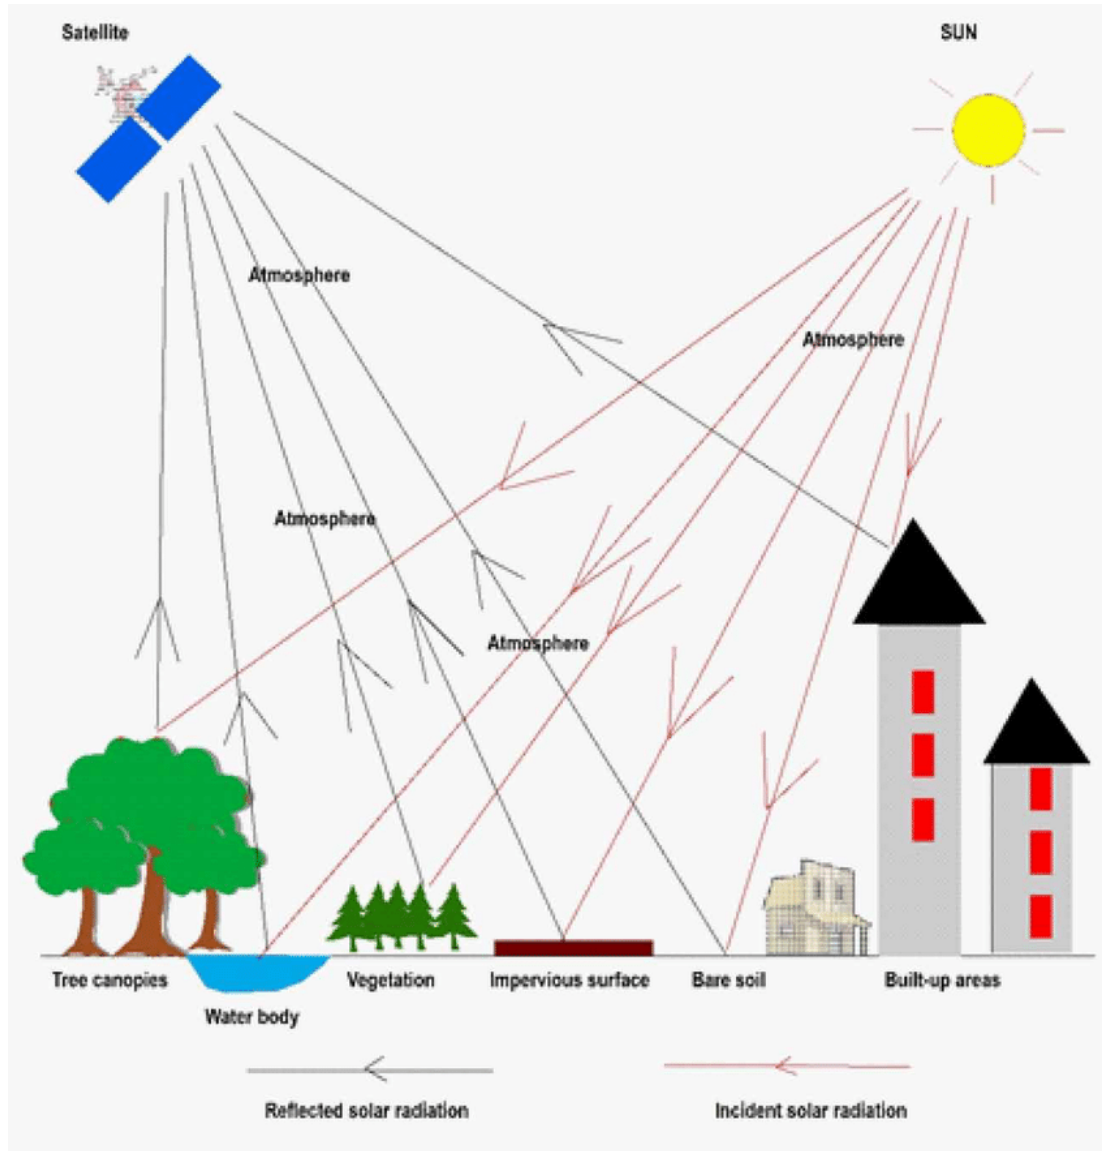 Satellite
SUN
Atmosphere
Atmosphere
Atmosphere
Atmosphere
Tree canopies
Vegetation
Impervious surface
Bare soil
Built-up areas
Water body
Reflected solar radiation
Incident solar radiation